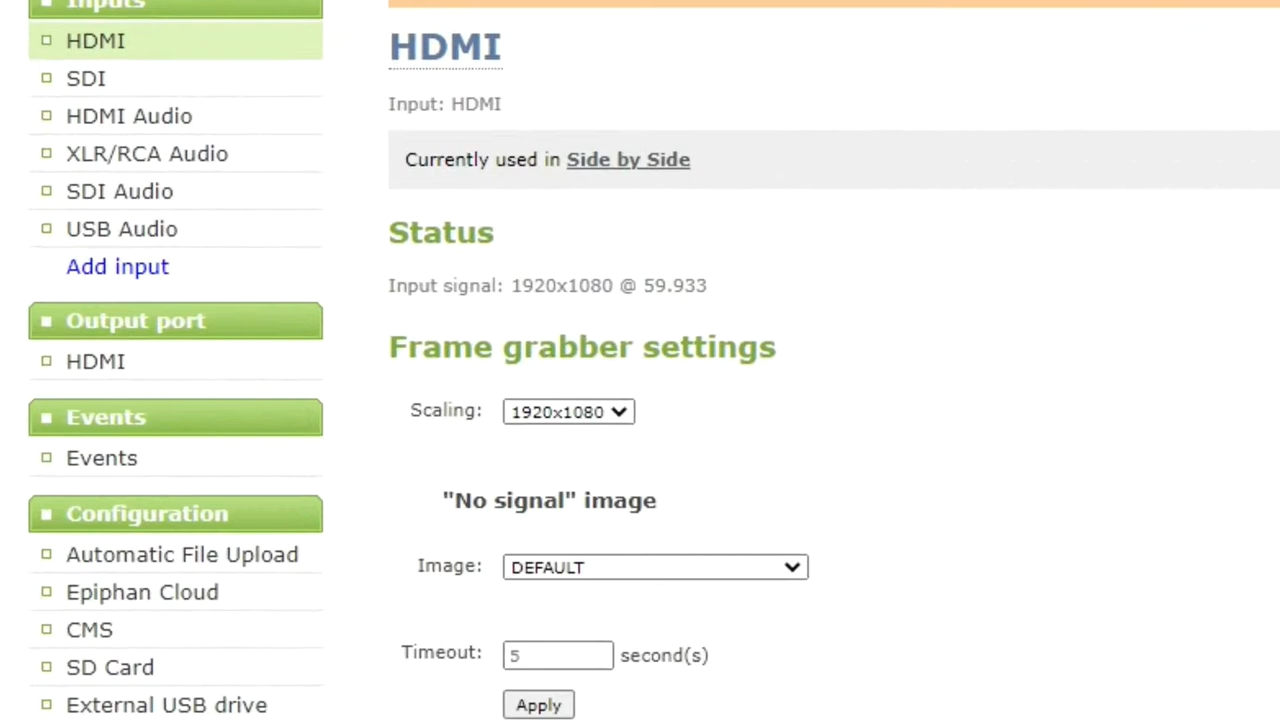 Inputs
HDMI
SDI
HDMI Audio
XLR/RCA Audio
SDI Audio
USB Audio
Add input
Output port
HDMI
Events
Events
Configuration
Automatic File Upload
Epiphan Cloud
CMS
SD Card
External USB drive
HDMI
Input: HDMI
Currently used in Side by Side
Status
Input signal: 1920x1080 @ 59.933
Frame grabber settings
Scaling: 1920x1080
"No signal" image
Image: DEFAULT
Timeout: 5 second(s)
Apply